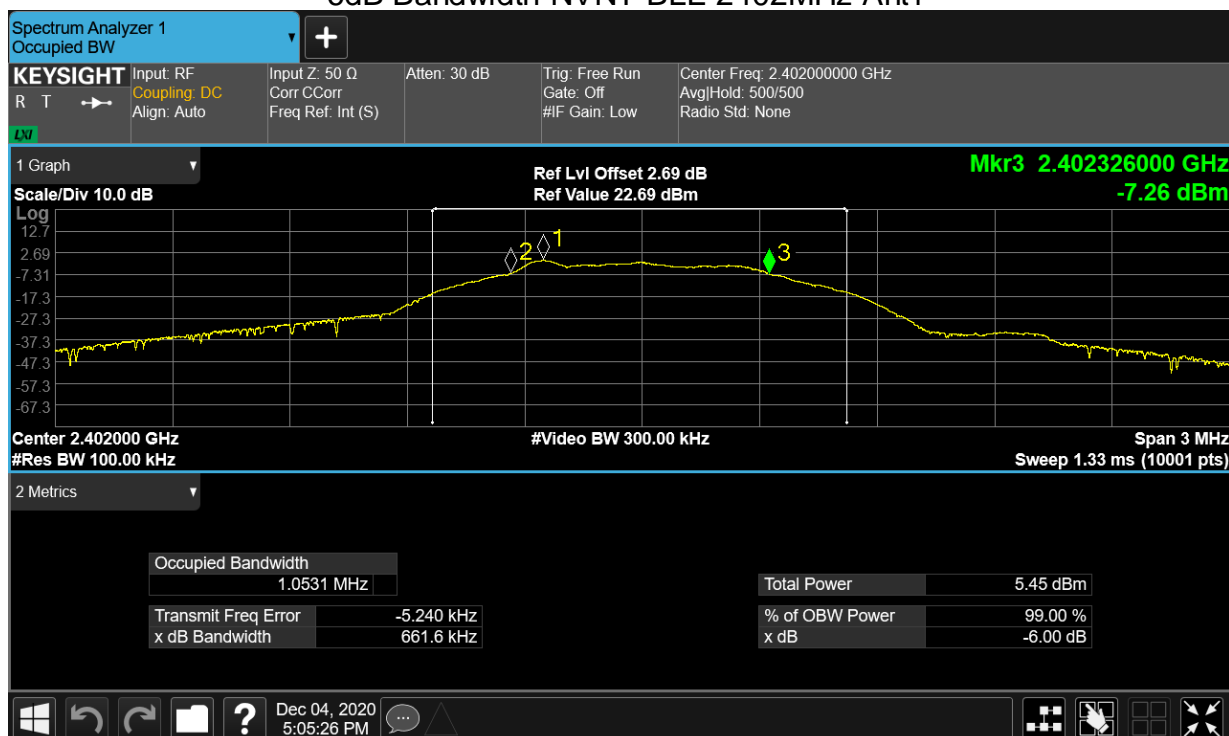 -6dB Bandwidth NVNT BLE 2402MHz Ant1
Spectrum Analyzer 1
Occupied BW
KEYSIGHT
R T
LXI
Input: RF
Coupling: DC
Align: Auto
Input Z: 50 Ω
Corr CCorr
Freq Ref: Int (S)
Atten: 30 dB
Trig: Free Run
Gate: Off
#IF Gain: Low
Center Freq: 2.402000000 GHz
Avg|Hold: 500/500
Radio Std: None
1 Graph
Scale/Div 10.0 dB
Ref Lvl Offset 2.69 dB
Ref Value 22.69 dBm
Mkr3 2.402326000 GHz
-7.26 dBm
Log
12.7
2.69
-7.31
-17.3
-27.3
-37.3
-47.3
-57.3
-67.3
2
1
3
Center 2.402000 GHz
#Res BW 100.00 kHz
#Video BW 300.00 kHz
Span 3 MHz
Sweep 1.33 ms (10001 pts)
2 Metrics
Occupied Bandwidth
1.0531 MHz
Transmit Freq Error -5.240 kHz
x dB Bandwidth 661.6 kHz
Total Power 5.45 dBm
% of OBW Power 99.00 %
x dB -6.00 dB
?
Dec 04, 2020
5:05:26 PM